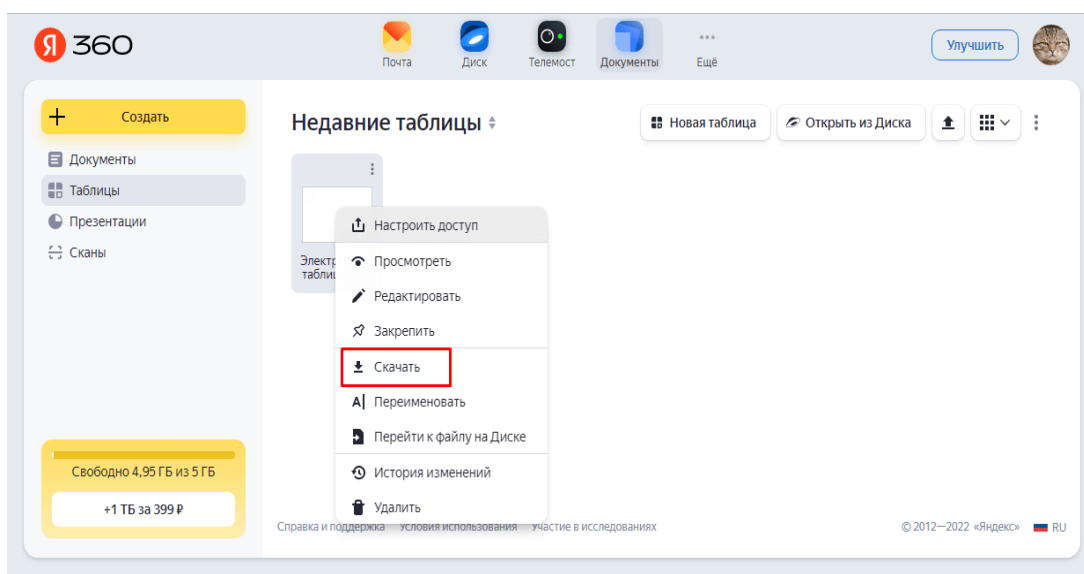 Я 360
Почта
Диск
Телемост
Документы
Ещё
Улучшить
Создать
Документы
Таблицы
Презентации
Сканы
Свободно 4,95 ГБ из 5 ГБ
+1 ТБ за 399 ₽
Недавние таблицы
Новая таблица
Открыть из Диска
Настроить доступ
Просмотреть
Редактировать
Закрепить
Скачать
Переименовать
Перейти к файлу на Диске
История изменений
Удалить
Справка и поддержка Условия использования Участие в исследованиях
© 2012—2022 «Яндекс» RU